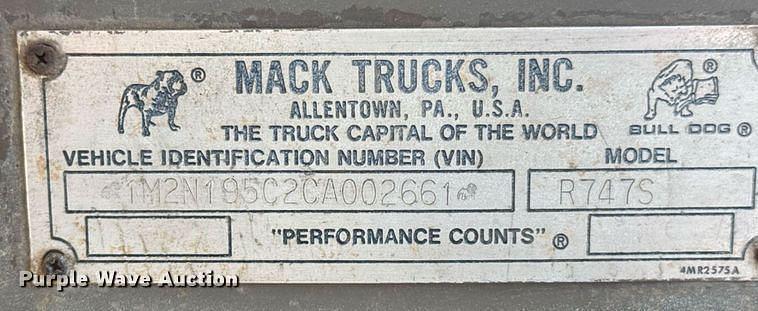 MACK TRUCKS, INC.
ALLENTOWN, PA., U.S.A.
THE TRUCK CAPITAL OF THE WORLD
BULL DOG ®
VEHICLE IDENTIFICATION NUMBER (VIN) MODEL
1M2N195C2CA002661 R747S
"PERFORMANCE COUNTS" ®
4MR2575A
Purple Wave Auction